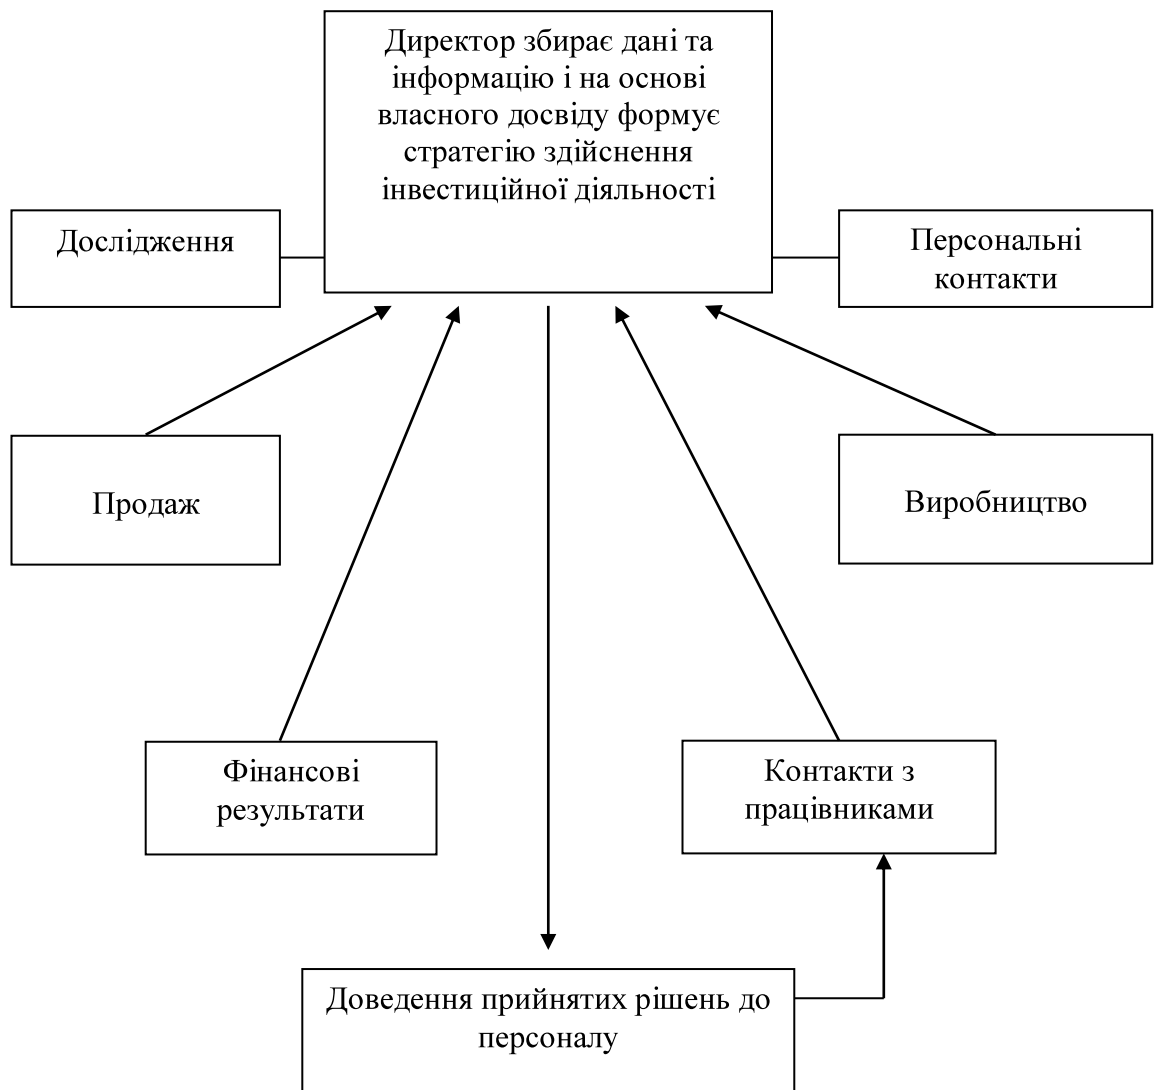 Директор збирає дані та
інформацію і на основі
власного досвіду формує
стратегію здійснення
інвестиційної діяльності
Дослідження
Персональні
контакти
Продаж
Виробництво
Фінансові
результати
Контакти з
працівниками
Доведення прийнятих рішень до
персоналу